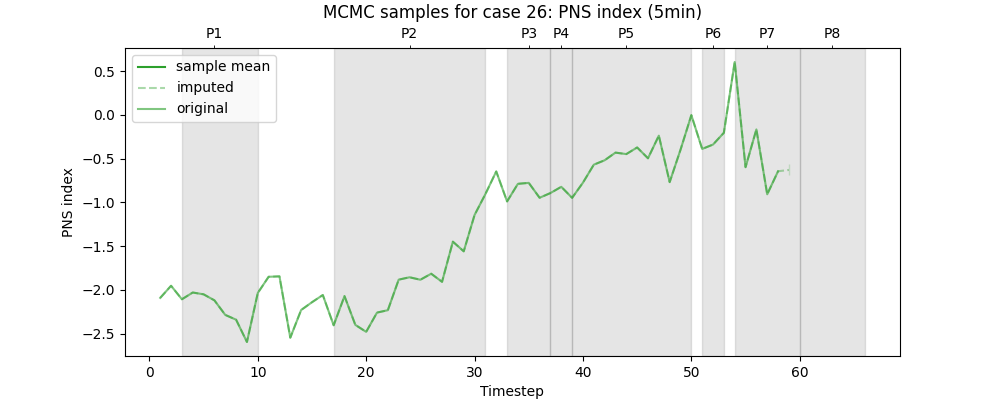 MCMC samples for case 26: PNS index (5min)
P1 P2 P3 P4 P5 P6 P7 P8
sample mean
imputed
original
0.5
0.0
−0.5
−1.0
−1.5
−2.0
−2.5
PNS index
0 10 20 30 40 50 60
Timestep